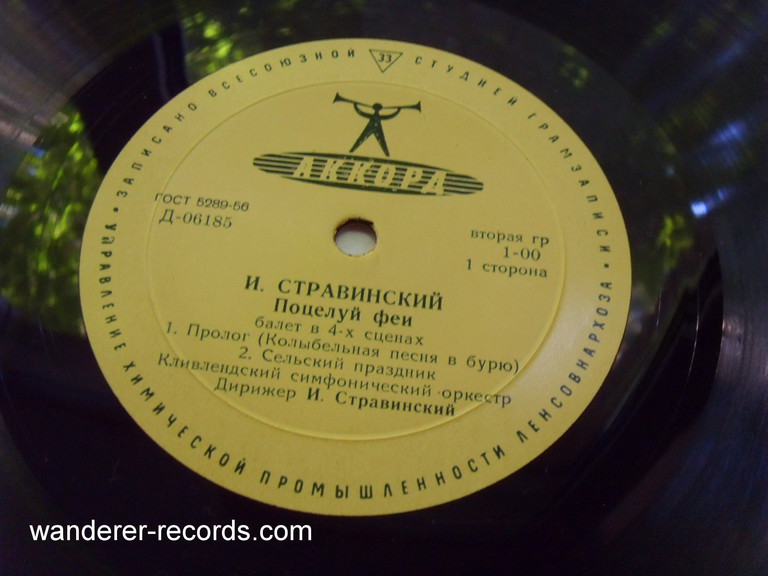 ЗАПИСАНО ВСЕСОЮЗНОЙ 33 СТУДИЕЙ ГРАМЗАПИСИ
АККОРД
ГОСТ 5289-56
Д-06185
вторая гр
1-00
1 сторона
И. СТРАВИНСКИЙ
Поцелуй феи
балет в 4-х сценах
1. Пролог (Колыбельная песня в бурю)
2. Сельский праздник
Кливлендский симфонический оркестр
Дирижер И. Стравинский
УПРАВЛЕНИЕ ХИМИЧЕСКОЙ ПРОМЫШЛЕННОСТИ ЛЕНСОВНАРХОЗА
wanderer-records.com